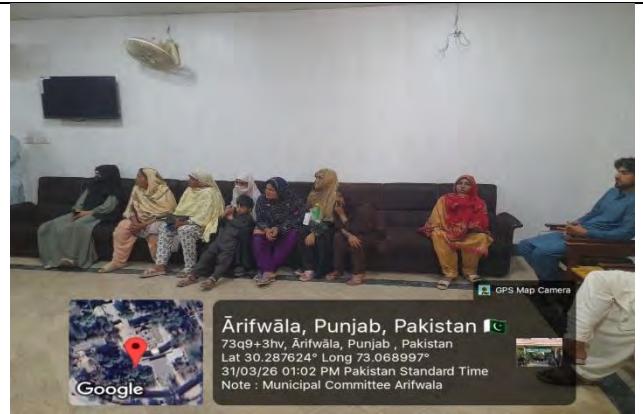 GPS Map Camera
Ārifwāla, Punjab, Pakistan
73q9+3hv, Ārifwāla, Punjab , Pakistan
Lat 30.287624° Long 73.068997°
31/03/26 01:02 PM Pakistan Standard Time
Note : Municipal Committee Arifwala
Google